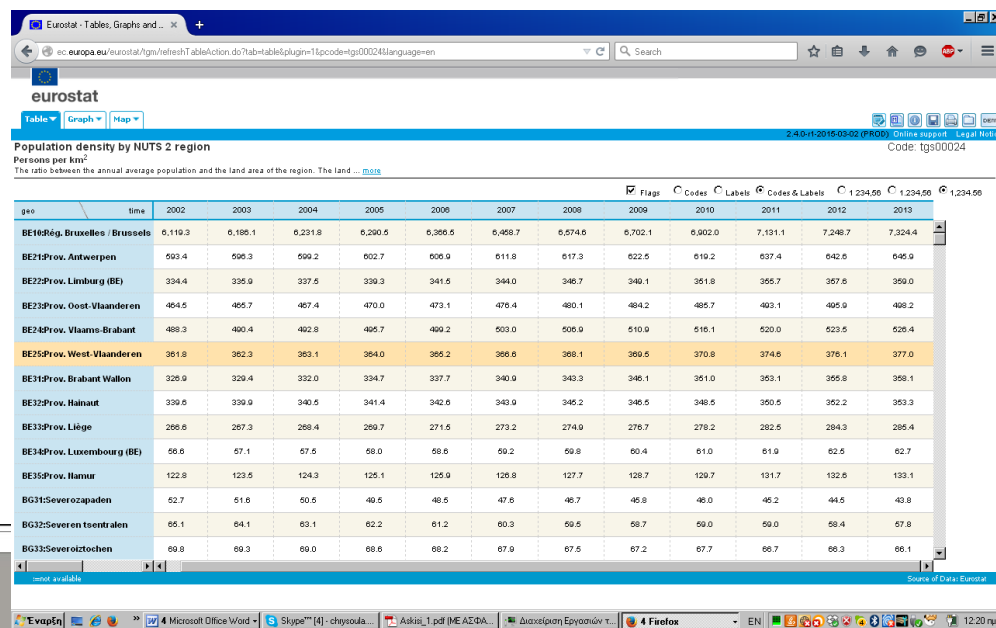 Eurostat - Tables, Graphs and ... × +
ec.europa.eu/eurostat/tgm/refreshTableAction.do?tab=table&plugin=1&pcode=tgs00024&language=en Search ABP
eurostat
Table Graph Map
2.4.0-r1-2015-03-02 (PROD) Online support Legal Notic
Population density by NUTS 2 region Code: tgs00024
Persons per km²
The ratio between the annual average population and the land area of the region. The land ... more
Flags Codes Labels Codes & Labels 1 234,56 1.234,56 1,234.56
geo time 2002 2003 2004 2005 2006 2007 2008 2009 2010 2011 2012 2013
BE10:Rég. Bruxelles / Brussels 6,119.3 6,186.1 6,231.8 6,290.5 6,366.5 6,458.7 6,574.6 6,702.1 6,902.0 7,131.1 7,248.7 7,324.4
BE21:Prov. Antwerpen 593.4 596.3 599.2 602.7 606.9 611.8 617.3 622.5 619.2 637.4 642.6 645.9
BE22:Prov. Limburg (BE) 334.4 335.9 337.5 339.3 341.5 344.0 346.7 349.1 351.8 355.7 357.6 359.0
BE23:Prov. Oost-Vlaanderen 464.5 465.7 467.4 470.0 473.1 476.4 480.1 484.2 485.7 493.1 495.9 498.2
BE24:Prov. Vlaams-Brabant 488.3 490.4 492.8 495.7 499.2 503.0 506.9 510.9 516.1 520.0 523.5 526.4
BE25:Prov. West-Vlaanderen 361.8 362.3 363.1 364.0 365.2 366.6 368.1 369.5 370.8 374.6 376.1 377.0
BE31:Prov. Brabant Wallon 326.9 329.4 332.0 334.7 337.7 340.9 343.3 346.1 351.0 353.1 355.8 358.1
BE32:Prov. Hainaut 339.6 339.9 340.5 341.4 342.6 343.9 345.2 346.5 348.5 350.5 352.2 353.3
BE33:Prov. Liège 266.6 267.3 268.4 269.7 271.5 273.2 274.9 276.7 278.2 282.5 284.3 285.4
BE34:Prov. Luxembourg (BE) 56.6 57.1 57.5 58.0 58.6 59.2 59.8 60.4 61.0 61.9 62.5 62.7
BE35:Prov. Namur 122.8 123.5 124.3 125.1 125.9 126.8 127.7 128.7 129.7 131.7 132.6 133.1
BG31:Severozapaden 52.7 51.6 50.5 49.5 48.5 47.6 46.7 45.8 46.0 45.2 44.5 43.8
BG32:Severen tsentralen 65.1 64.1 63.1 62.2 61.2 60.3 59.5 58.7 59.0 59.0 58.4 57.8
BG33:Severoiztochen 69.8 69.3 69.0 68.6 68.2 67.9 67.5 67.2 67.7 66.7 66.3 66.1
:=not available Source of Data: Eurostat
Έναρξη » 4 Microsoft Office Word Skype™ [4] - chrysoula.... Askisi_1.pdf (ΜΕ ΑΣΦΑ... Διαχείριση Εργασιών τ... 4 Firefox EN 12:20 πμ